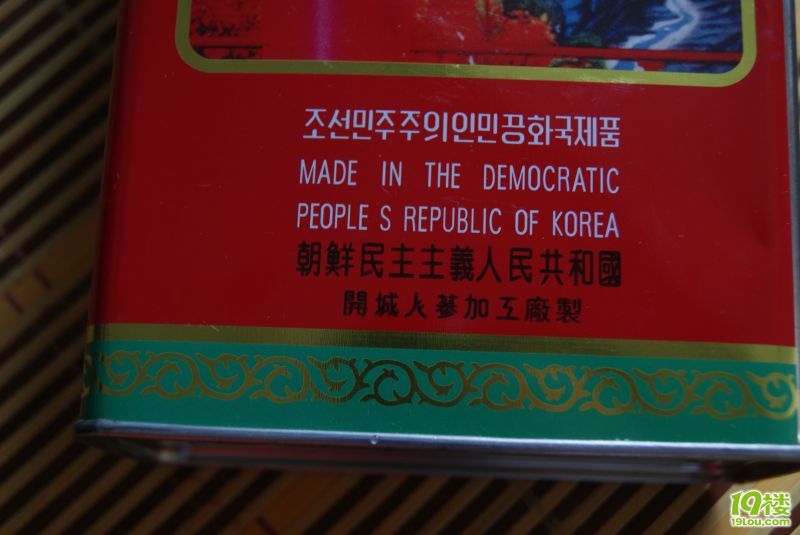 조선민주주의인민공화국제품
MADE IN THE DEMOCRATIC
PEOPLE S REPUBLIC OF KOREA
朝鮮民主主義人民共和國
開城人蔘加工廠製
19楼
19lou.com